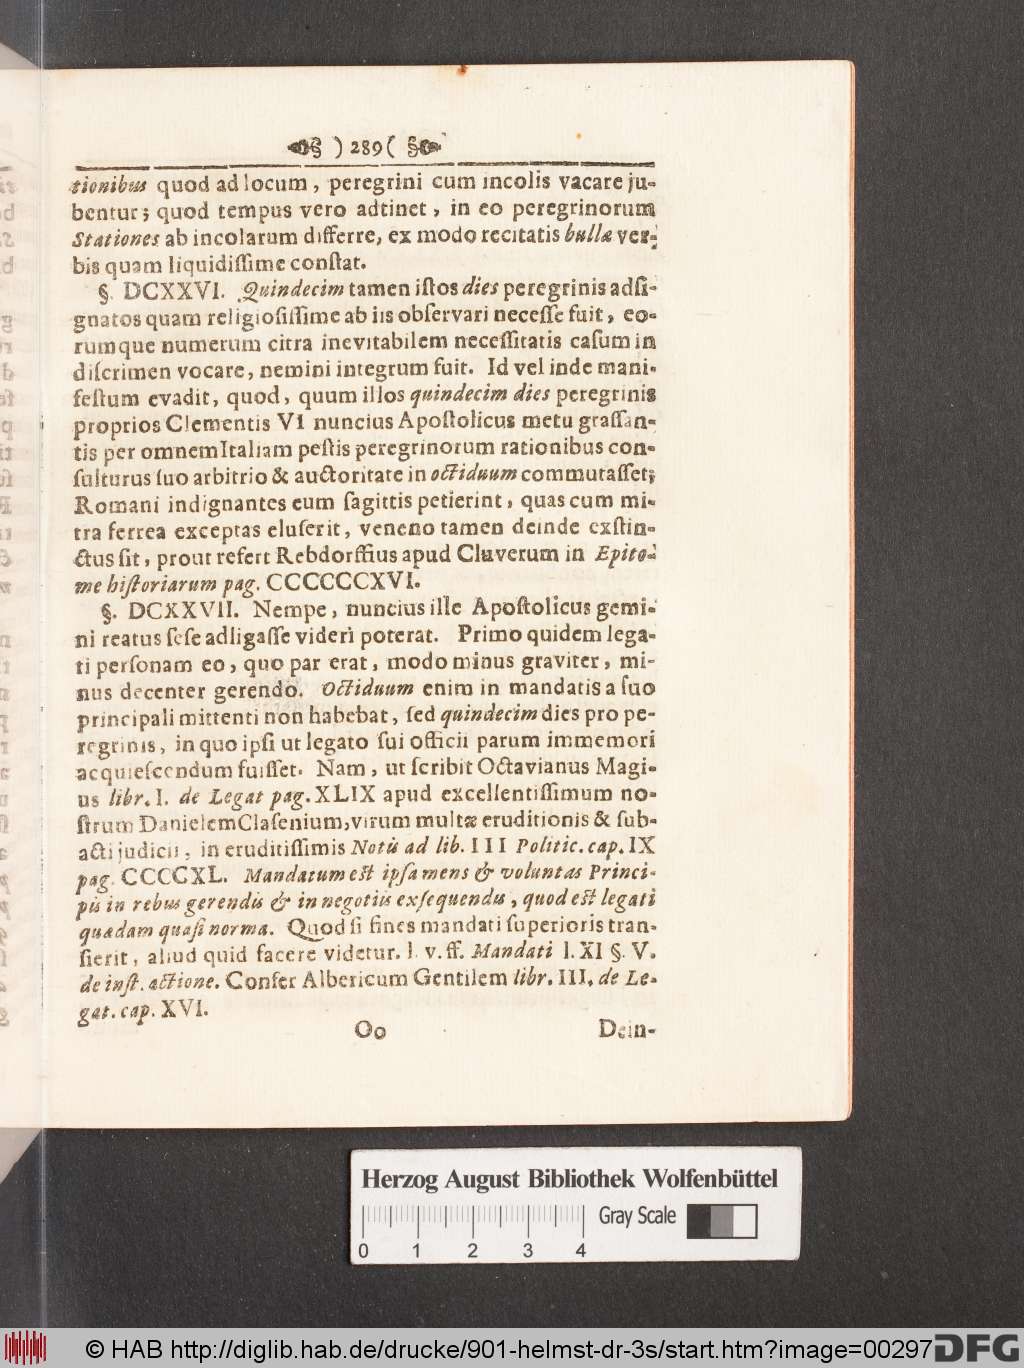 ) 289 (
tionibus quod ad locum, peregrini cum incolis vacare ju-
bentur; quod tempus vero adtinet, in eo peregrinorum
Stationes ab incolarum differre, ex modo recitatis bullæ ver-
bis quam liquidiſſime conſtat.
§. DCXXVI. Quindecim tamen iſtos dies peregrinis adſi-
gnatos quam religioſiſſime ab iis obſervari neceſſe fuit, eo-
rumque numerum citra inevitabilem neceſſitatis caſum in
diſcrimen vocare, nemini integrum fuit. Id vel inde mani-
feſtum evadit, quod, quum illos quindecim dies peregrinis
proprios Clementis VI nuncius Apoſtolicus metu graſſan-
tis per omnem Italiam peſtis peregrinorum rationibus con-
ſulturus ſuo arbitrio & auctoritate in octiduum commutaſſet;
Romani indignantes eum ſagittis petierint, quas cum mi-
tra ferrea exceptas eluſerit, veneno tamen deinde exſtin-
ctus ſit, prout refert Rebdorffius apud Cluverum in Epito-
me hiſtoriarum pag. CCCCCCXVI.
§. DCXXVII. Nempe, nuncius ille Apoſtolicus gemi-
ni reatus ſeſe adligaſſe videri poterat. Primo quidem lega-
ti perſonam eo, quo par erat, modo minus graviter, mi-
nus decenter gerendo. Octiduum enim in mandatis a ſuo
principali mittenti non habebat, ſed quindecim dies pro pe-
regrinis, in quo ipſi ut legato ſui officii parum immemori
acquieſcendum fuiſſet. Nam, ut ſcribit Octavianus Magi-
us libr. I. de Legat pag. XLIX apud excellentiſſimum no-
ſtrum Danielem Claſenium, virum multæ eruditionis & ſub-
acti judicii, in eruditiſſimis Notis ad lib. III Politic. cap. IX
pag. CCCCXL. Mandatum eſt ipſa mens & voluntas Princi-
pis in rebus gerendis & in negotiis exſequendis, quod eſt legati
quædam quaſi norma. Quod ſi fines mandati ſuperioris tran-
ſierit, aliud quid facere videtur. l. v. ff. Mandati l. XI §. V.
de inſt. actione. Confer Albericum Gentilem libr. III. de Le-
gat. cap. XVI.
Oo Dein-
Herzog August Bibliothek Wolfenbüttel
Gray Scale
0 1 2 3 4
© HAB http://diglib.hab.de/drucke/901-helmst-dr-3s/start.htm?image=00297 DFG